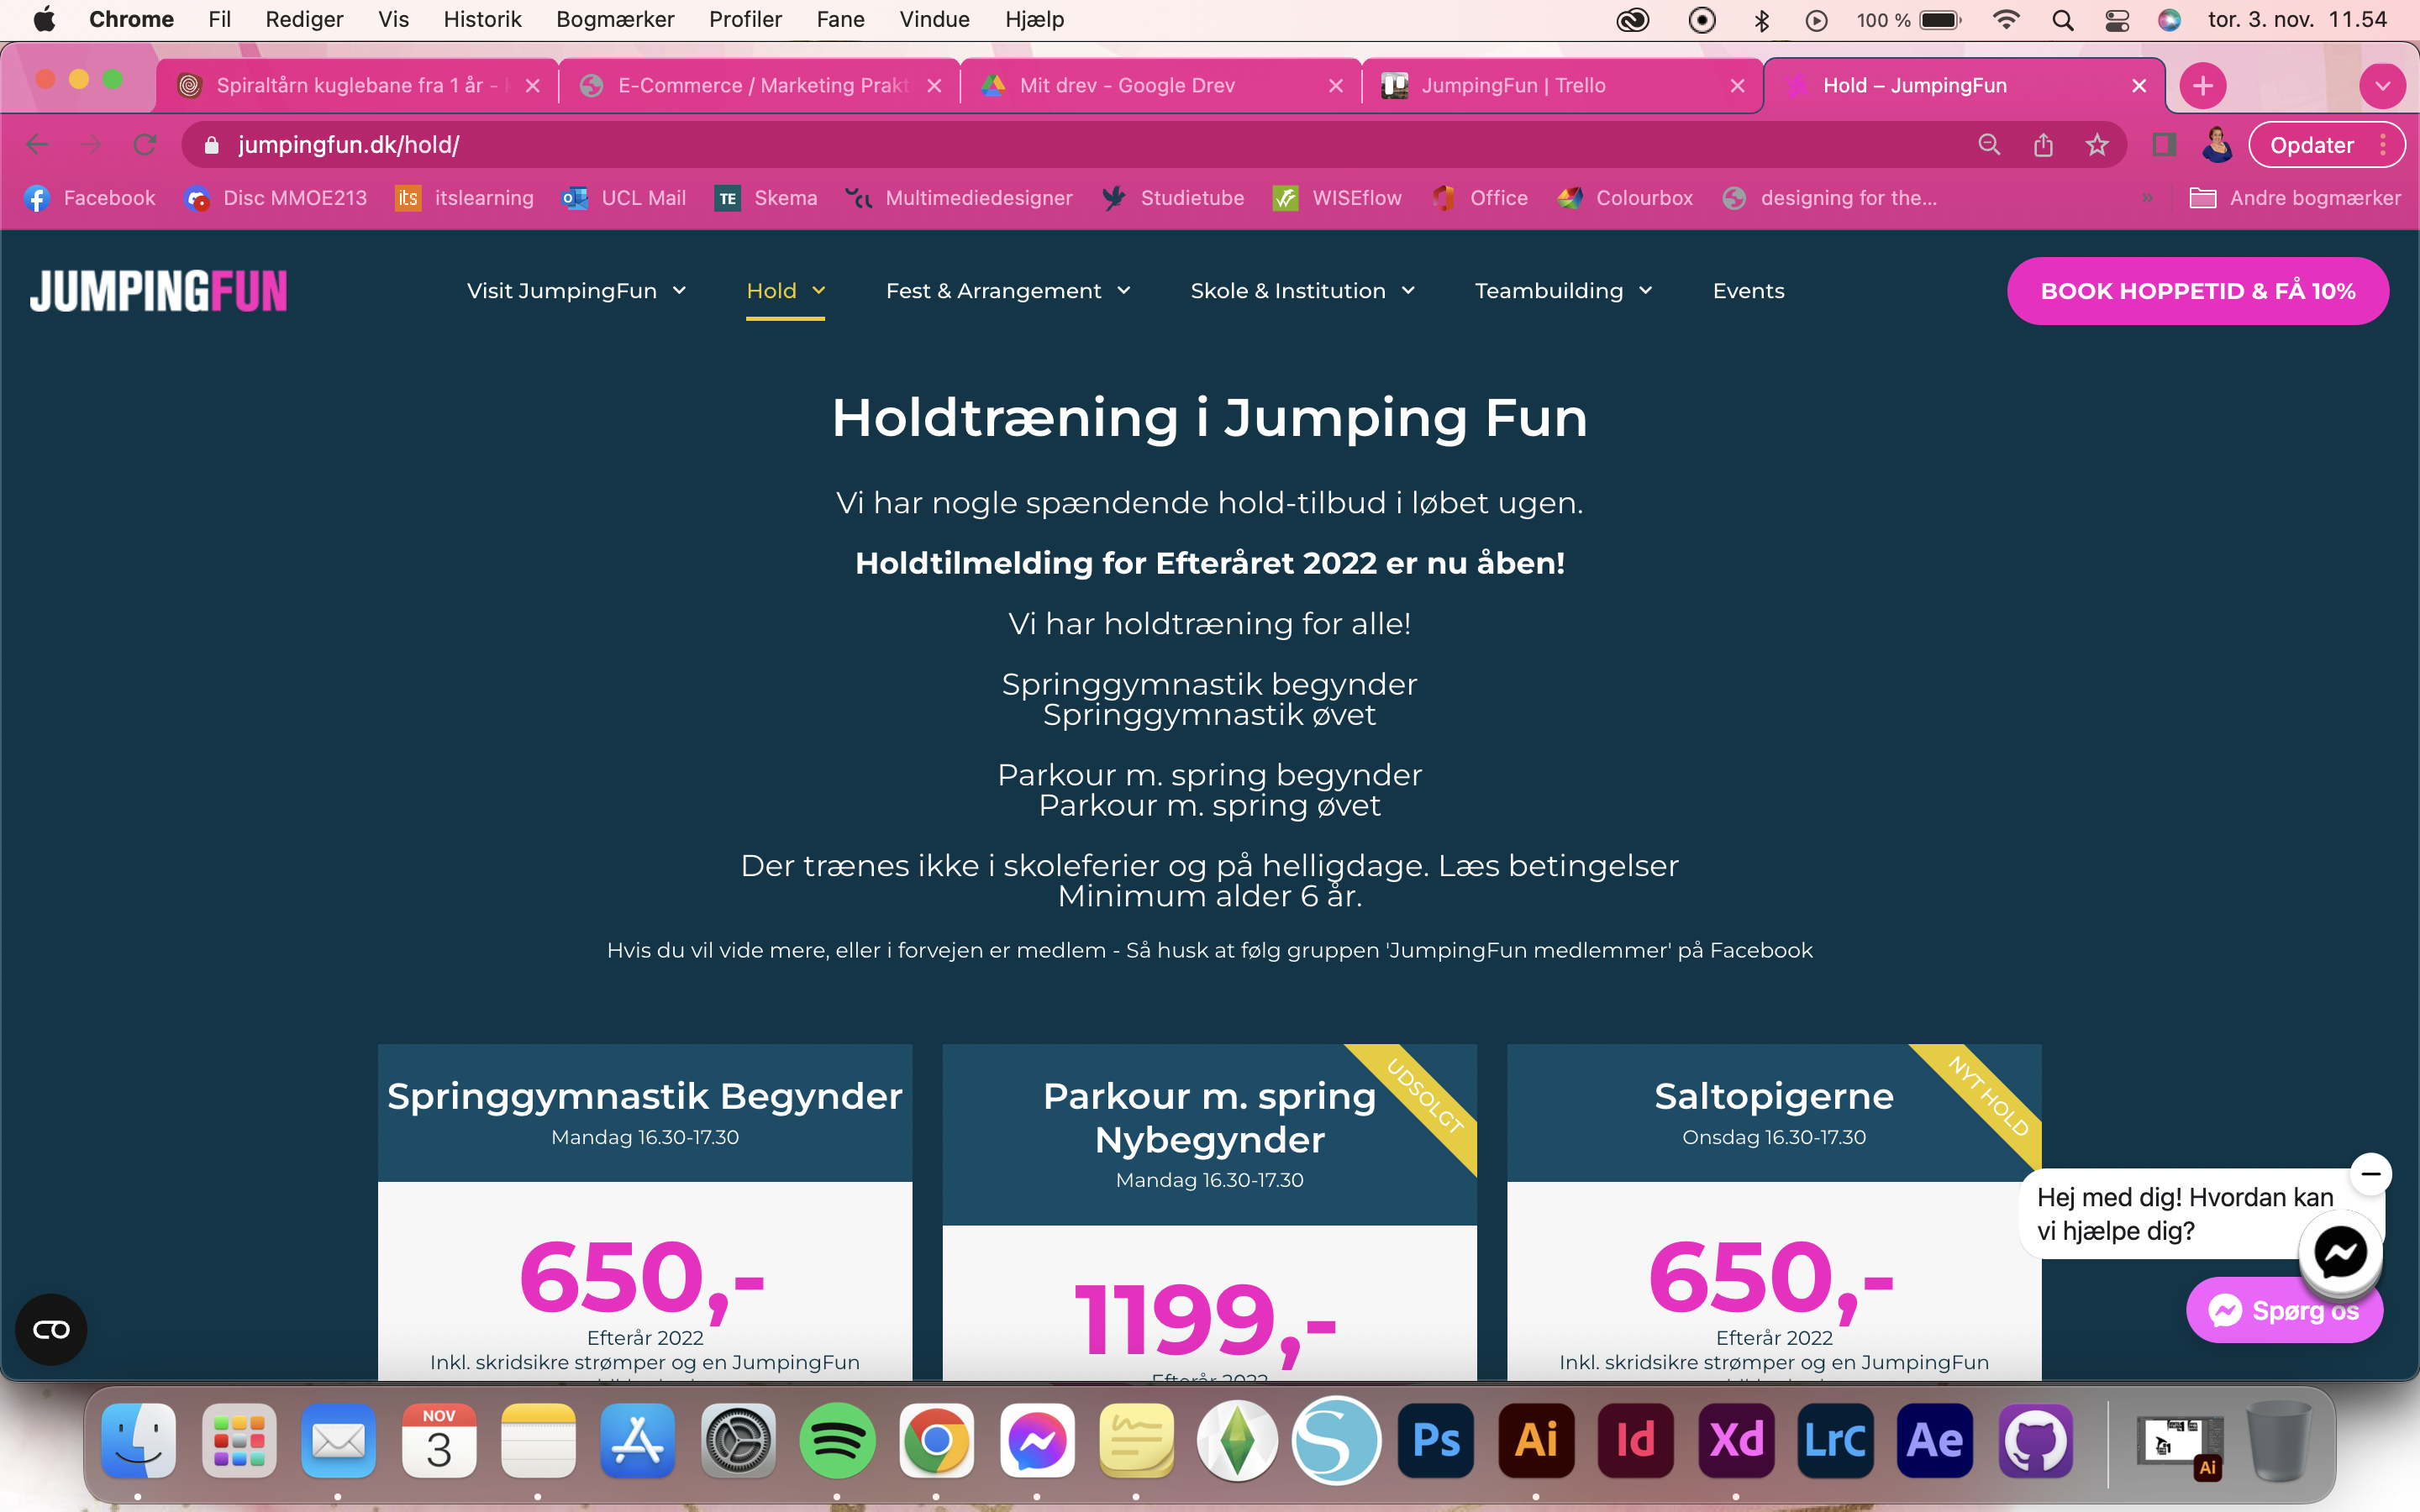 Chrome Fil Rediger Vis Historik Bogmærker Profiler Fane Vindue Hjælp 100 % tor. 3. nov. 11.54
Spiraltårn kuglebane fra 1 år - E-Commerce / Marketing Prakt Mit drev - Google Drev JumpingFun | Trello Hold – JumpingFun
jumpingfun.dk/hold/ Opdater
Facebook Disc MMOE213 its itslearning UCL Mail TE Skema Multimediedesigner Studietube WISEflow Office Colourbox designing for the... » Andre bogmærker
JUMPINGFUN Visit JumpingFun Hold Fest & Arrangement Skole & Institution Teambuilding Events BOOK HOPPETID & FÅ 10%
Holdtræning i Jumping Fun
Vi har nogle spændende hold-tilbud i løbet ugen.
Holdtilmelding for Efteråret 2022 er nu åben!
Vi har holdtræning for alle!
Springgymnastik begynder
Springgymnastik øvet
Parkour m. spring begynder
Parkour m. spring øvet
Der trænes ikke i skoleferier og på helligdage. Læs betingelser
Minimum alder 6 år.
Hvis du vil vide mere, eller i forvejen er medlem - Så husk at følg gruppen 'JumpingFun medlemmer' på Facebook
Springgymnastik Begynder
Mandag 16.30-17.30
650,-
Efterår 2022
Inkl. skridsikre strømper og en JumpingFun
UDSOLGT
Parkour m. spring
Nybegynder
Mandag 16.30-17.30
1199,-
Efterår 2022
NYT HOLD
Saltopigerne
Onsdag 16.30-17.30
650,-
Efterår 2022
Inkl. skridsikre strømper og en JumpingFun
Hej med dig! Hvordan kan
vi hjælpe dig?
Spørg os
NOV
3
S Ps Ai Id Xd LrC Ae Ai